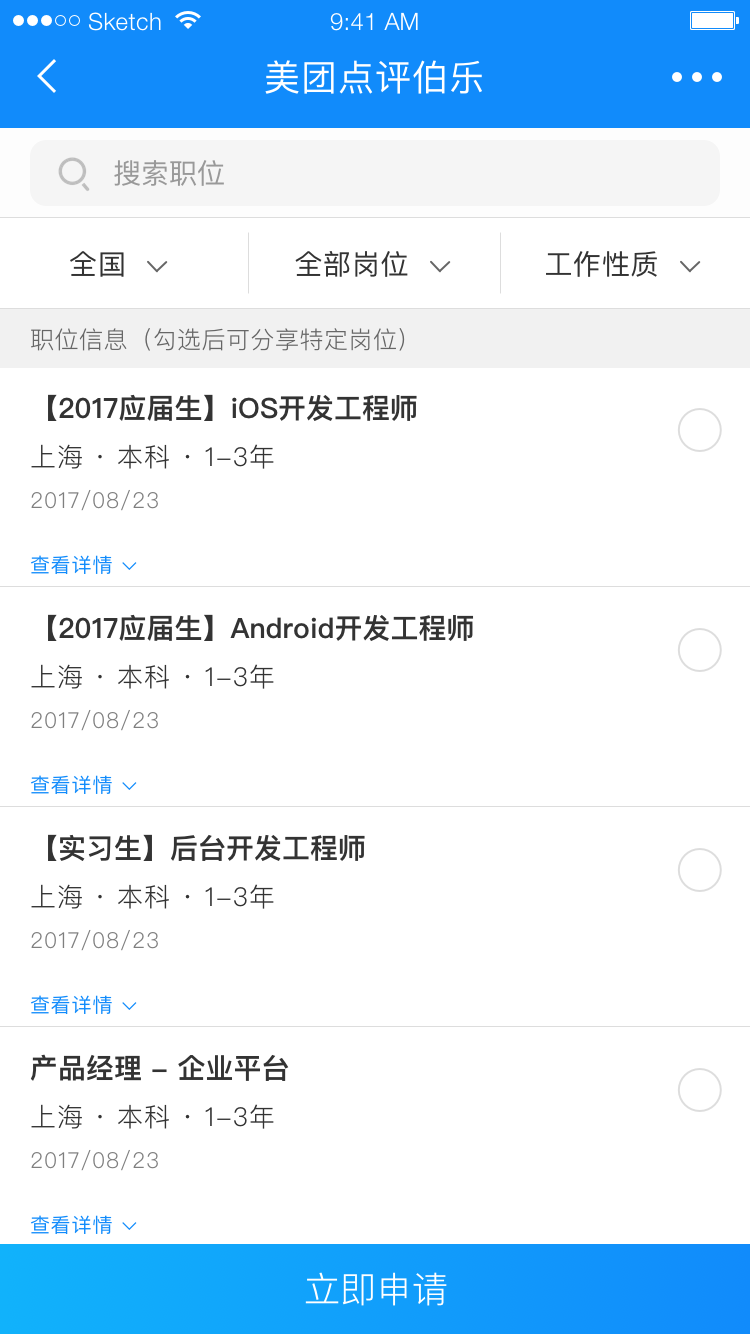 Sketch 9:41 AM
美团点评伯乐
搜索职位
全国 全部岗位 工作性质
职位信息（勾选后可分享特定岗位）
【2017应届生】iOS开发工程师
上海 · 本科 · 1-3年
2017/08/23
查看详情
【2017应届生】Android开发工程师
上海 · 本科 · 1-3年
2017/08/23
查看详情
【实习生】后台开发工程师
上海 · 本科 · 1-3年
2017/08/23
查看详情
产品经理 - 企业平台
上海 · 本科 · 1-3年
2017/08/23
查看详情
立即申请